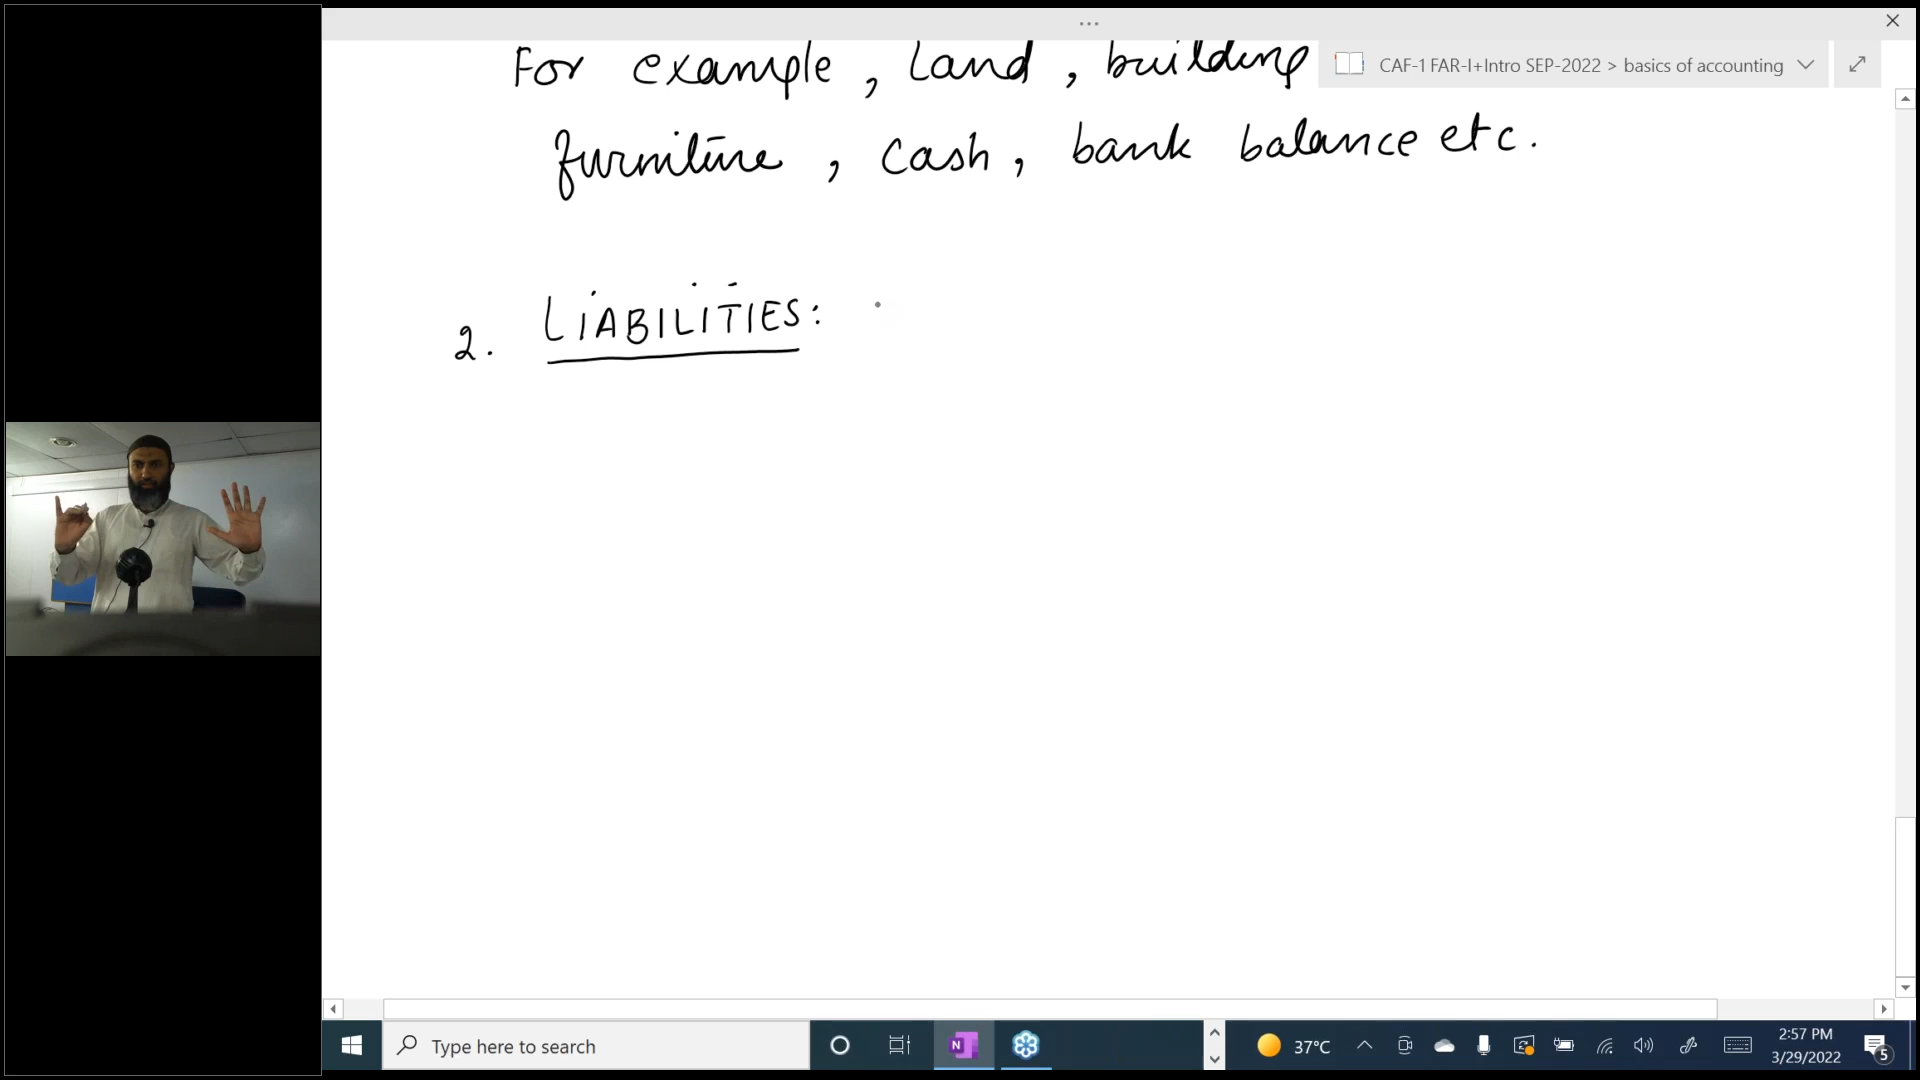 For example, Land, building
CAF-1 FAR-I+Intro SEP-2022 > basics of accounting
furniture, cash, bank balance etc.
2. LIABILITIES:
Type here to search
N
37°C
2:57 PM
3/29/2022
5